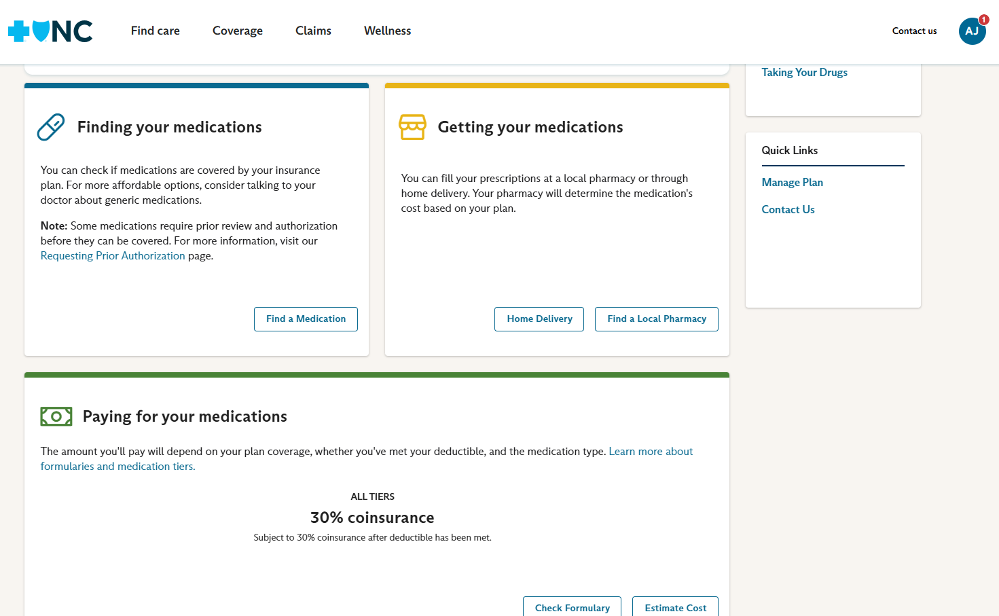 NC
Find care
Coverage
Claims
Wellness
Contact us
AJ
1
Taking Your Drugs
Finding your medications
You can check if medications are covered by your insurance
plan. For more affordable options, consider talking to your
doctor about generic medications.
Note: Some medications require prior review and authorization
before they can be covered. For more information, visit our
Requesting Prior Authorization page.
Find a Medication
Getting your medications
You can fill your prescriptions at a local pharmacy or through
home delivery. Your pharmacy will determine the medication's
cost based on your plan.
Home Delivery
Find a Local Pharmacy
Quick Links
Manage Plan
Contact Us
Paying for your medications
The amount you'll pay will depend on your plan coverage, whether you've met your deductible, and the medication type. Learn more about
formularies and medication tiers.
ALL TIERS
30% coinsurance
Subject to 30% coinsurance after deductible has been met.
Check Formulary
Estimate Cost